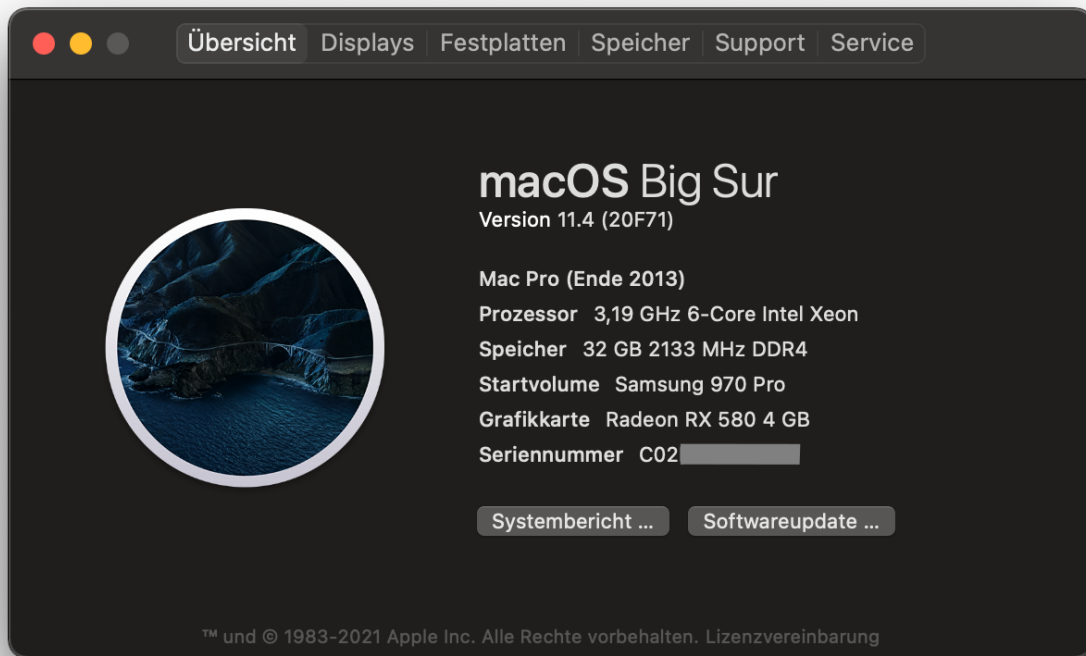 Übersicht Displays Festplatten Speicher Support Service
macOS Big Sur
Version 11.4 (20F71)
Mac Pro (Ende 2013)
Prozessor 3,19 GHz 6-Core Intel Xeon
Speicher 32 GB 2133 MHz DDR4
Startvolume Samsung 970 Pro
Grafikkarte Radeon RX 580 4 GB
Seriennummer C02
Systembericht ... Softwareupdate ...
™ und © 1983-2021 Apple Inc. Alle Rechte vorbehalten. Lizenzvereinbarung